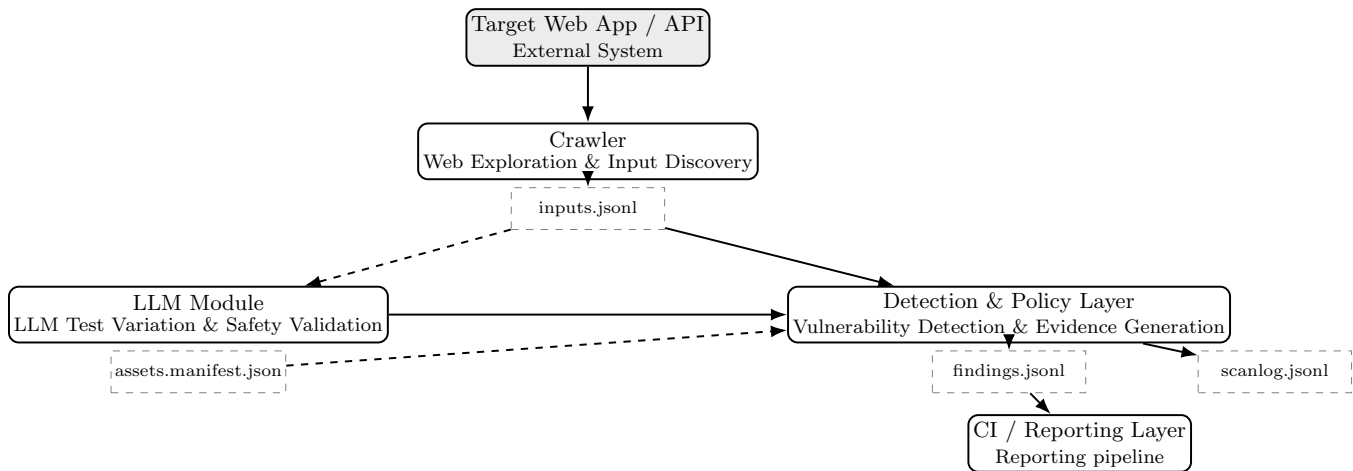 Target Web App / API
External System
Crawler
Web Exploration & Input Discovery
inputs.jsonl
LLM Module
LLM Test Variation & Safety Validation
Detection & Policy Layer
Vulnerability Detection & Evidence Generation
assets.manifest.json
findings.jsonl
scanlog.jsonl
CI / Reporting Layer
Reporting pipeline